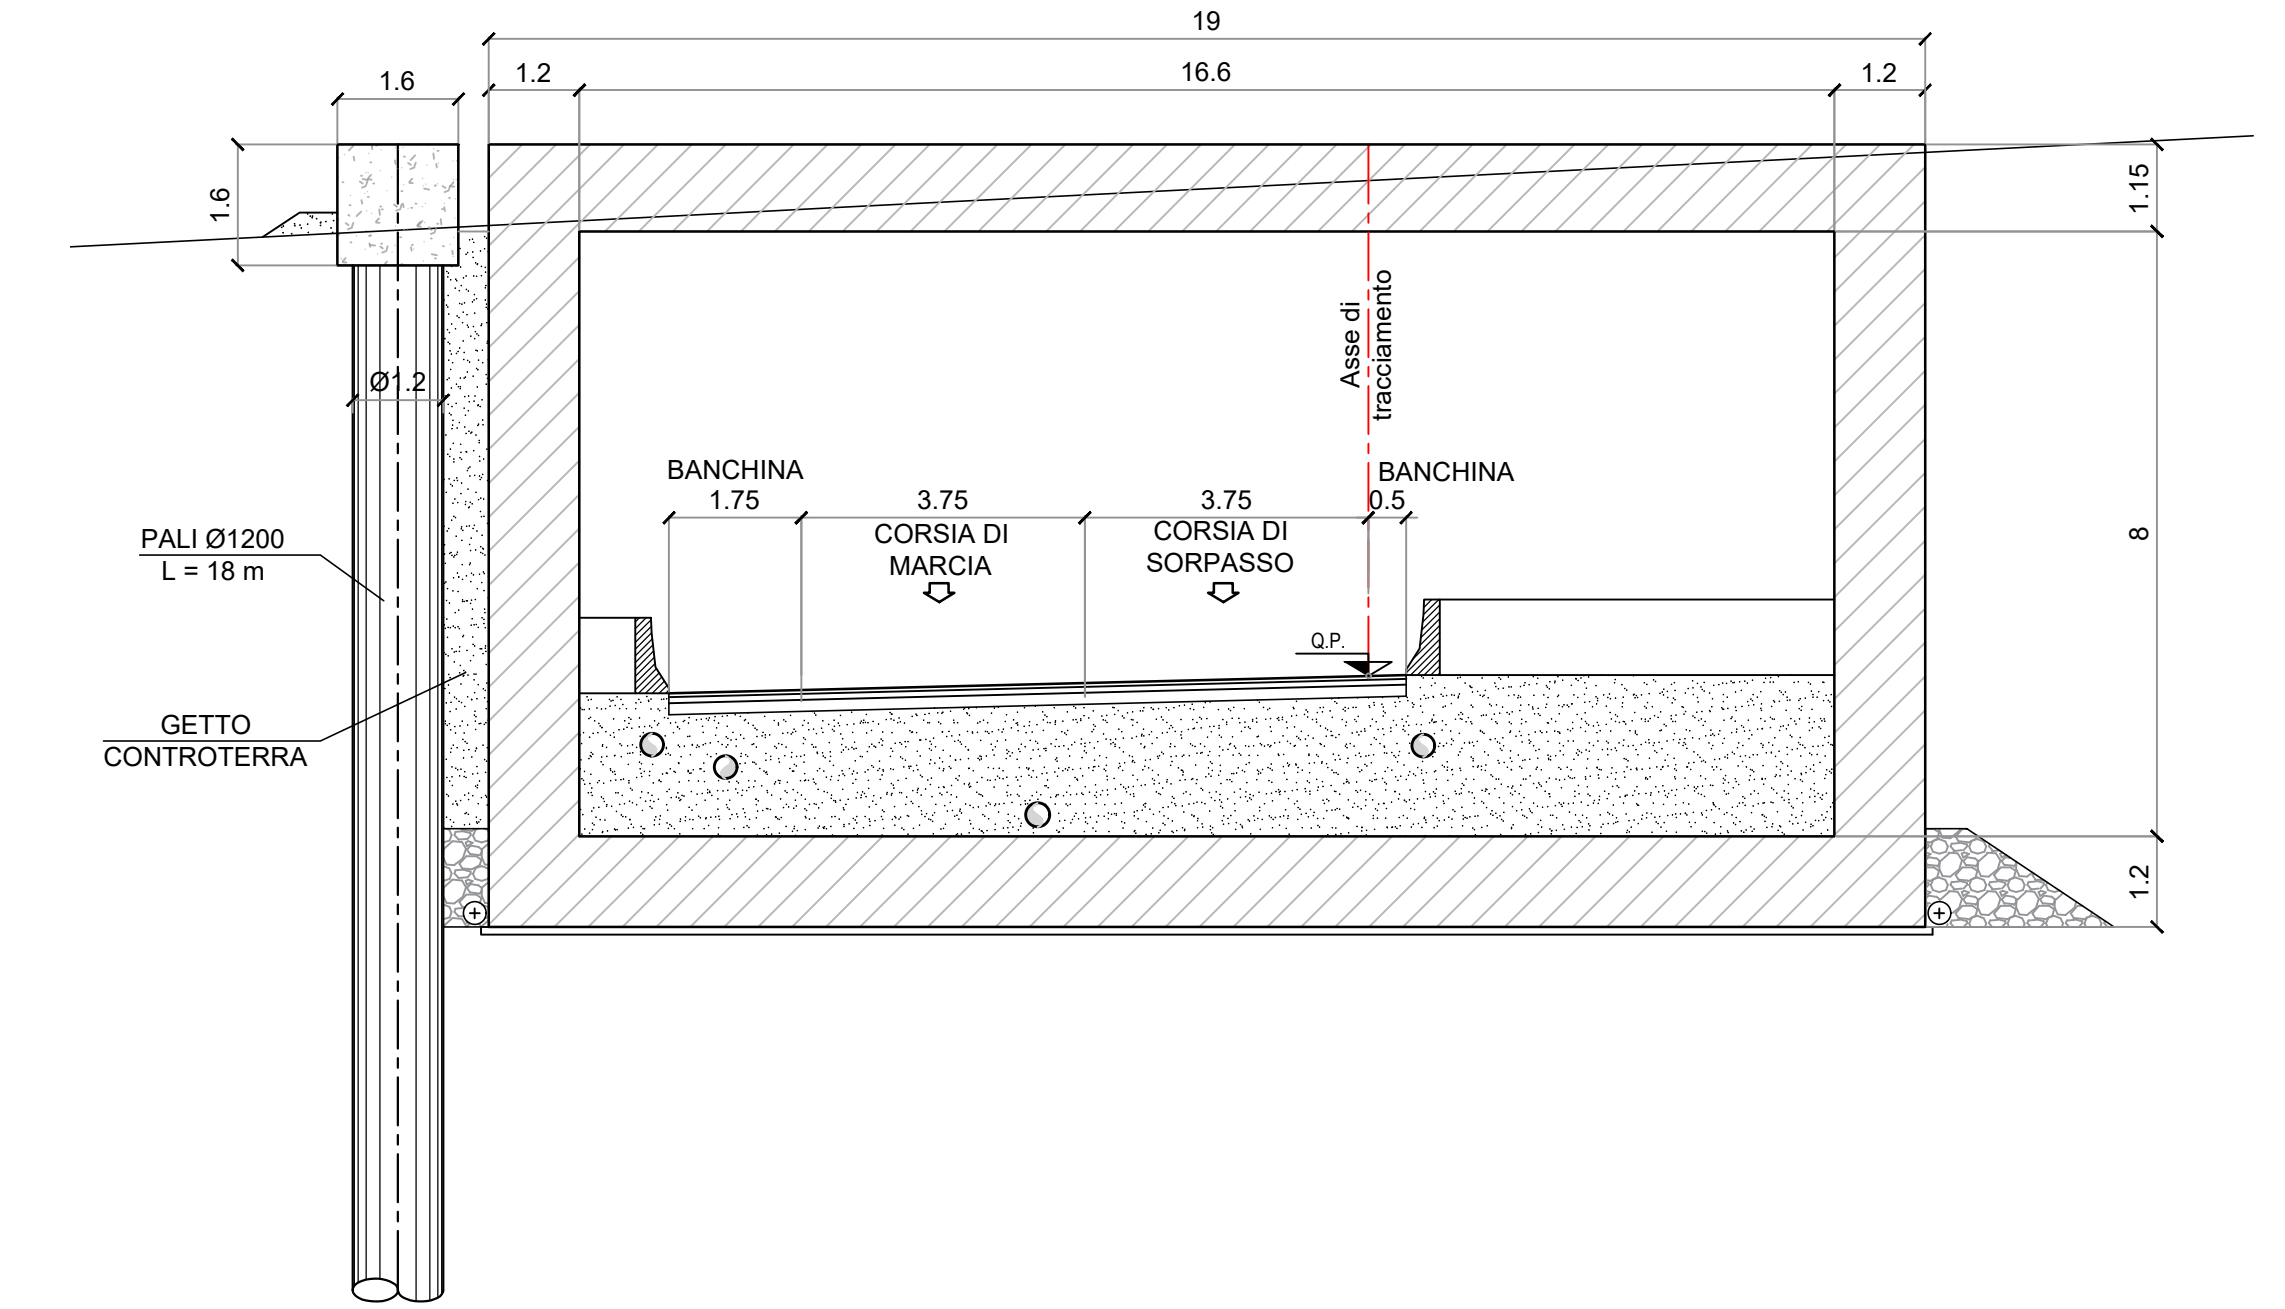 19
1.2
16.6
1.2
1.6
1.6
1.15
Asse di
tracciamento
Ø1.2
BANCHINA
1.75
3.75
CORSIA DI
MARCIA
3.75
CORSIA DI
SORPASSO
BANCHINA
0.5
8
PALI Ø1200
L = 18 m
Q.P.
GETTO
CONTROTERRA
1.2